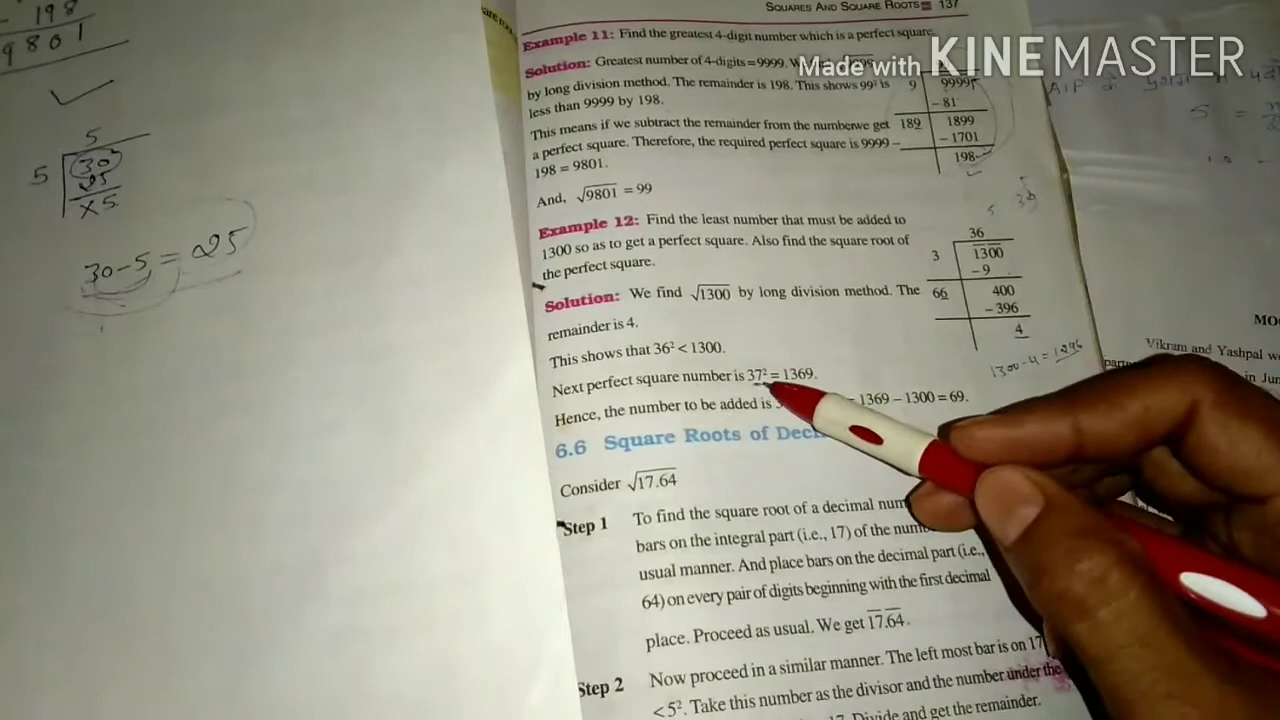 - 198
9801
5
5 30
25
x5
30-5 = 25
SQUARES AND SQUARE ROOTS 137
Example 11: Find the greatest 4-digit number which is a perfect square.
Solution: Greatest number of 4-digits = 9999.
by long division method. The remainder is 198. This shows 99² is
less than 9999 by 198.
This means if we subtract the remainder from the numberwe get
a perfect square. Therefore, the required perfect square is 9999 –
198 = 9801.
And, √9801 = 99
9 9999
– 81
189 1899
– 1701
198
Made with KINEMASTER
Example 12: Find the least number that must be added to
1300 so as to get a perfect square. Also find the square root of
the perfect square.
Solution: We find √1300 by long division method. The
remainder is 4.
This shows that 36² < 1300.
Next perfect square number is 37² = 1369.
Hence, the number to be added is 1369 – 1300 = 69.
36
3 1300
– 9
66 400
– 396
4
1300-4=1296
6.6 Square Roots of
Consider √17.64
Step 1 To find the square root of a decimal
bars on the integral part (i.e., 17) of the
usual manner. And place bars on the decimal part (i.e.,
64) on every pair of digits beginning with the first decimal
place. Proceed as usual. We get 17.64.
Step 2 Now proceed in a similar manner. The left most bar is on 17
< 5². Take this number as the divisor and the number under the
17. Divide and get the remainder.
Vikram and Yashpal
in
S =